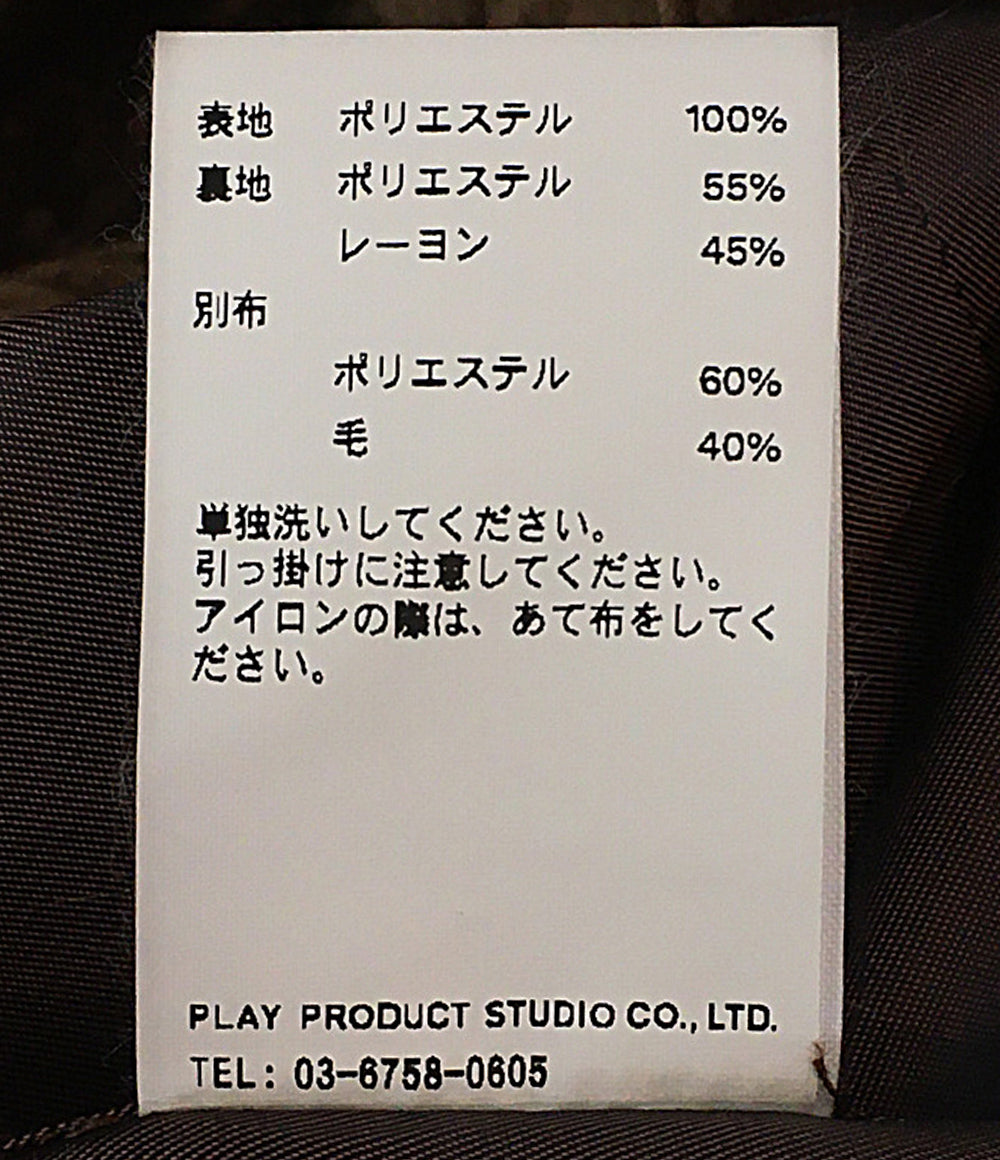 表地 ポリエステル 100%
裏地 ポリエステル 55%
レーヨン 45%
別布
ポリエステル 60%
毛 40%
単独洗いしてください。
引っ掛けに注意してください。
アイロンの際は、あて布をしてく
ださい。
PLAY PRODUCT STUDIO CO., LTD.
TEL: 03-6758-0605